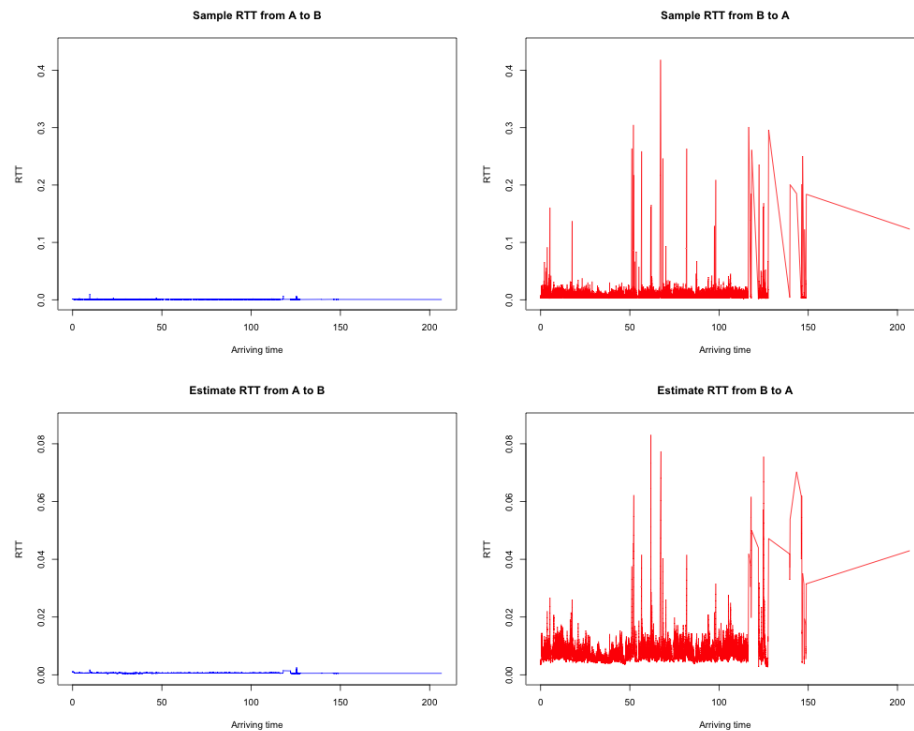 Sample RTT from A to B
RTT
0.4
0.3
0.2
0.1
0.0
0 50 100 150 200
Arriving time
Sample RTT from B to A
RTT
0.4
0.3
0.2
0.1
0.0
0 50 100 150 200
Arriving time
Estimate RTT from A to B
RTT
0.08
0.06
0.04
0.02
0.00
0 50 100 150 200
Arriving time
Estimate RTT from B to A
RTT
0.08
0.06
0.04
0.02
0.00
0 50 100 150 200
Arriving time